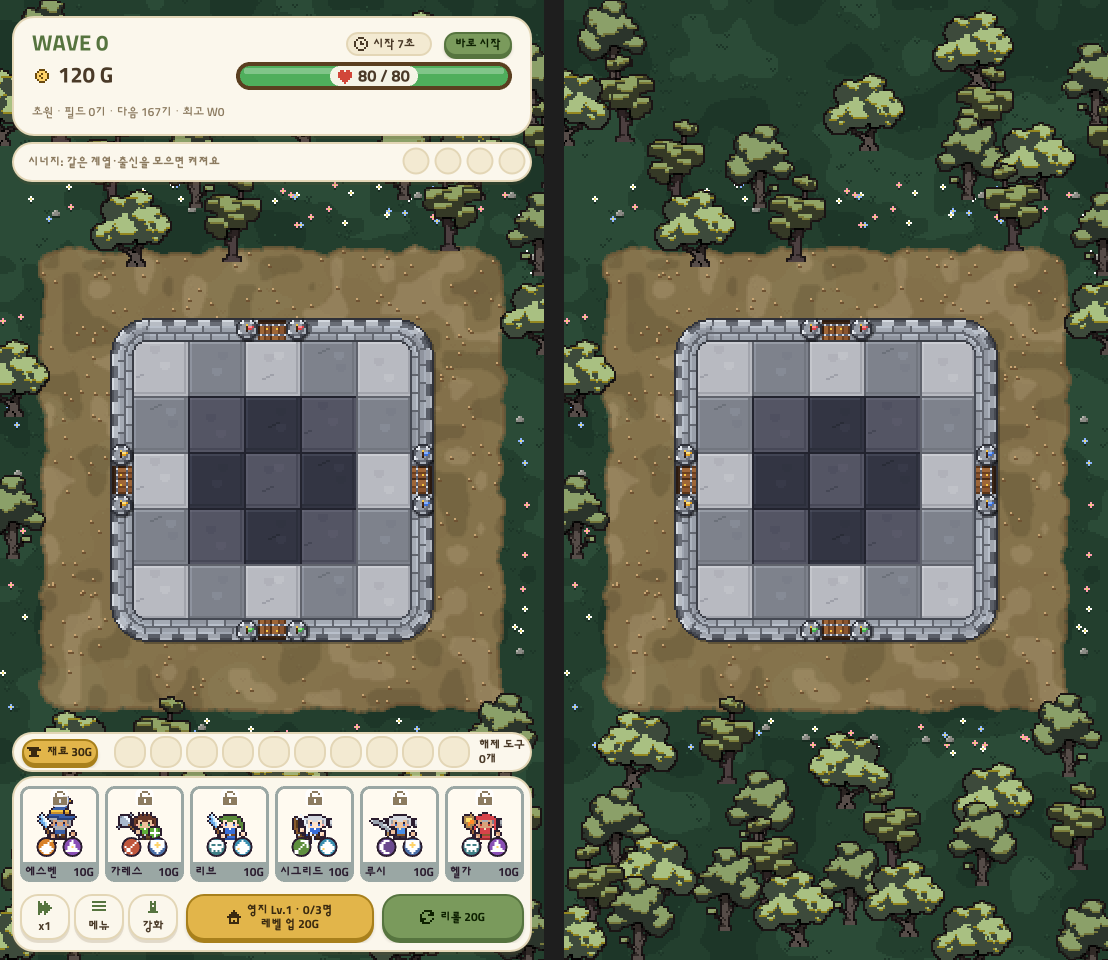 WAVE 0
시작 7초
바로 시작
120 G
80 / 80
초원 · 필드 0기 · 다음 167기 · 최고 W0
시너지: 같은 계열·출신을 모으면 켜져요
재료 30G
해제 도구
0개
에스벤 10G
가레스 10G
리브 10G
시그리드 10G
루시 10G
헬가 10G
x1
메뉴
강화
영지 Lv.1 · 0/3명
레벨 업 20G
리롤 20G